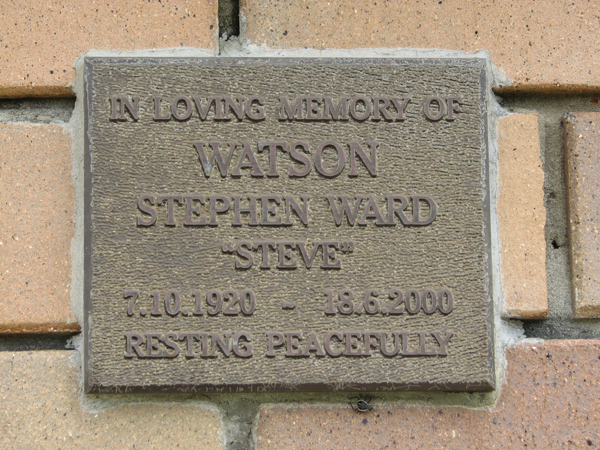 IN LOVING MEMORY OF
WATSON
STEPHEN WARD
"STEVE"
7.10.1920 - 18.6.2000
RESTING PEACEFULLY